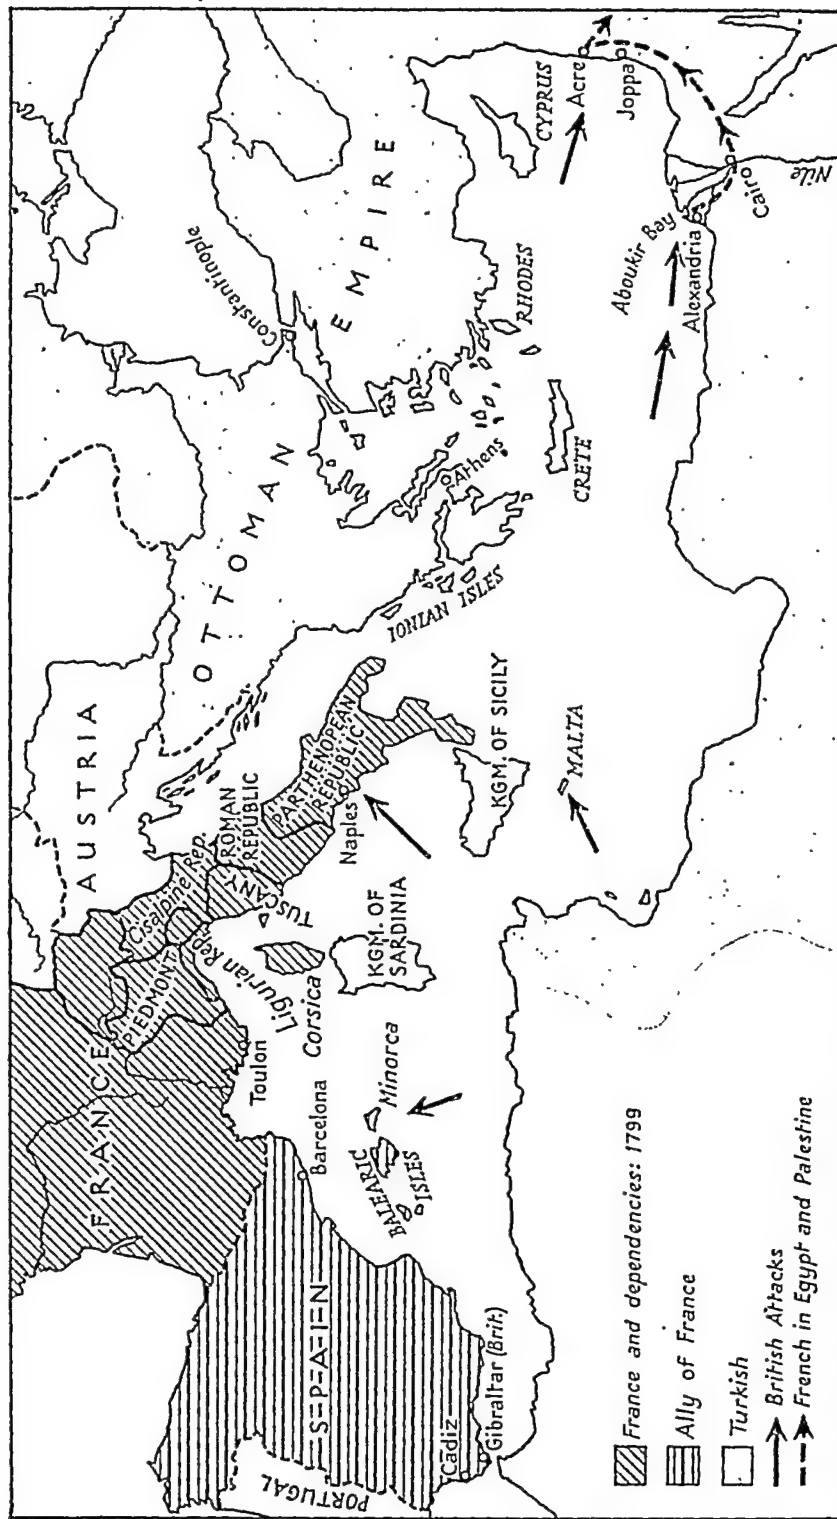 FRANCE
AUSTRIA
PIEDMONT
Cisalpine Rep.
Ligurian Rep.
TUSCANY
ROMAN
REPUBLIC
PARTHENOPEAN
REPUBLIC
Naples
Toulon
Corsica
KGM. OF
SARDINIA
KGM. OF SICILY
MALTA
PORTUGAL
SPAIN
Barcelona
Minorca
BALEARIC
ISLES
Cadiz
Gibraltar (Brit.)
OTTOMAN
EMPIRE
Constantinople
IONIAN ISLES
Athens
CRETE
RHODES
CYPRUS
Acre
Joppa
Aboukir Bay
Alexandria
Cairo
Nile
France and dependencies: 1799
Ally of France
Turkish
British Attacks
French in Egypt and Palestine